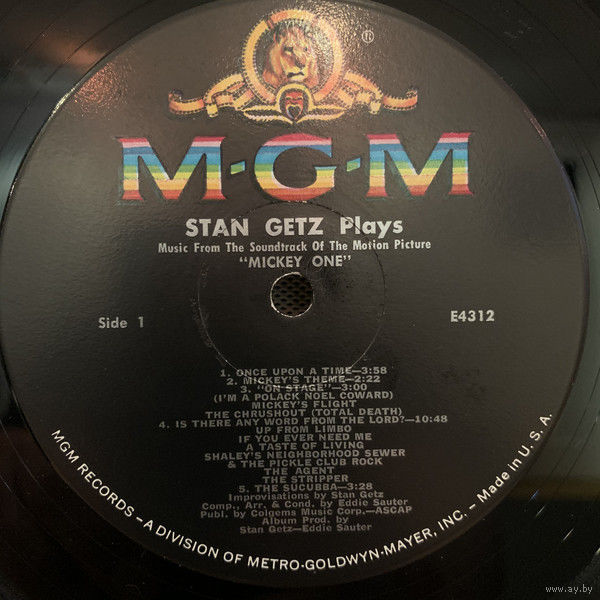 ®
M·G·M
STAN GETZ Plays
Music From The Soundtrack Of The Motion Picture
"MICKEY ONE"
Side 1
E4312
1. ONCE UPON A TIME—3:58
2. MICKEY'S THEME—2:22
3. "ON STAGE"—3:00
(I'M A POLACK NOEL COWARD)
MICKEY'S FLIGHT
THE CHRUSHOUT (TOTAL DEATH)
4. IS THERE ANY WORD FROM THE LORD?—10:48
UP FROM LIMBO
IF YOU EVER NEED ME
A TASTE OF LIVING
SHALEY'S NEIGHBORHOOD SEWER
& THE PICKLE CLUB ROCK
THE AGENT
THE STRIPPER
5. THE SUCUBBA—3:28
Improvisations by Stan Getz
Comp., Arr. & Cond. by Eddie Sauter
Publ. by Colgems Music Corp.—ASCAP
Album Prod. by
Stan Getz—Eddie Sauter
MGM RECORDS – A DIVISION OF METRO-GOLDWYN-MAYER, INC. – Made in U. S. A.
www.ay.by